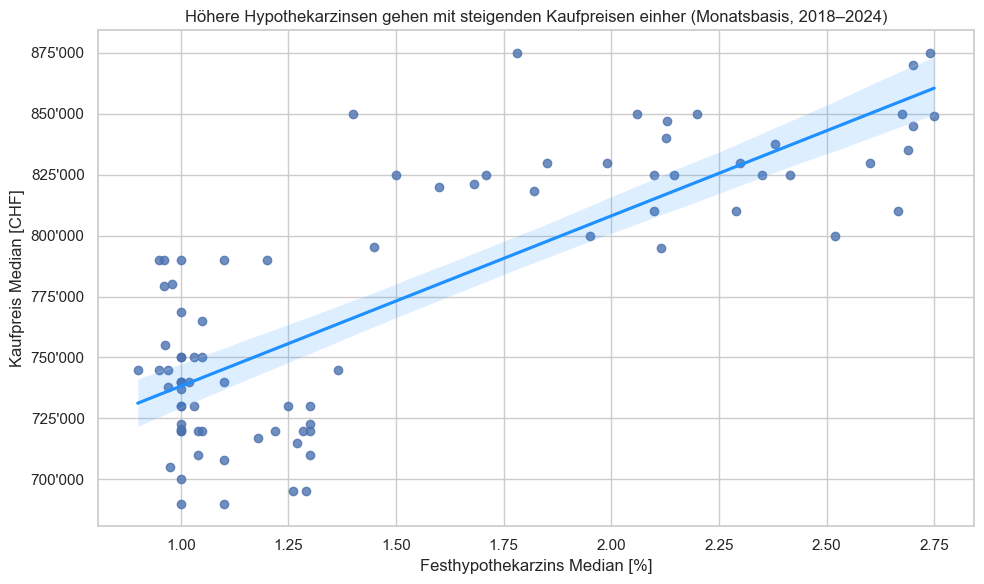 Höhere Hypothekarzinsen gehen mit steigenden Kaufpreisen einher (Monatsbasis, 2018–2024)
Kaufpreis Median [CHF]
875'000
850'000
825'000
800'000
775'000
750'000
725'000
700'000
1.00 1.25 1.50 1.75 2.00 2.25 2.50 2.75
Festhypothekarzins Median [%]